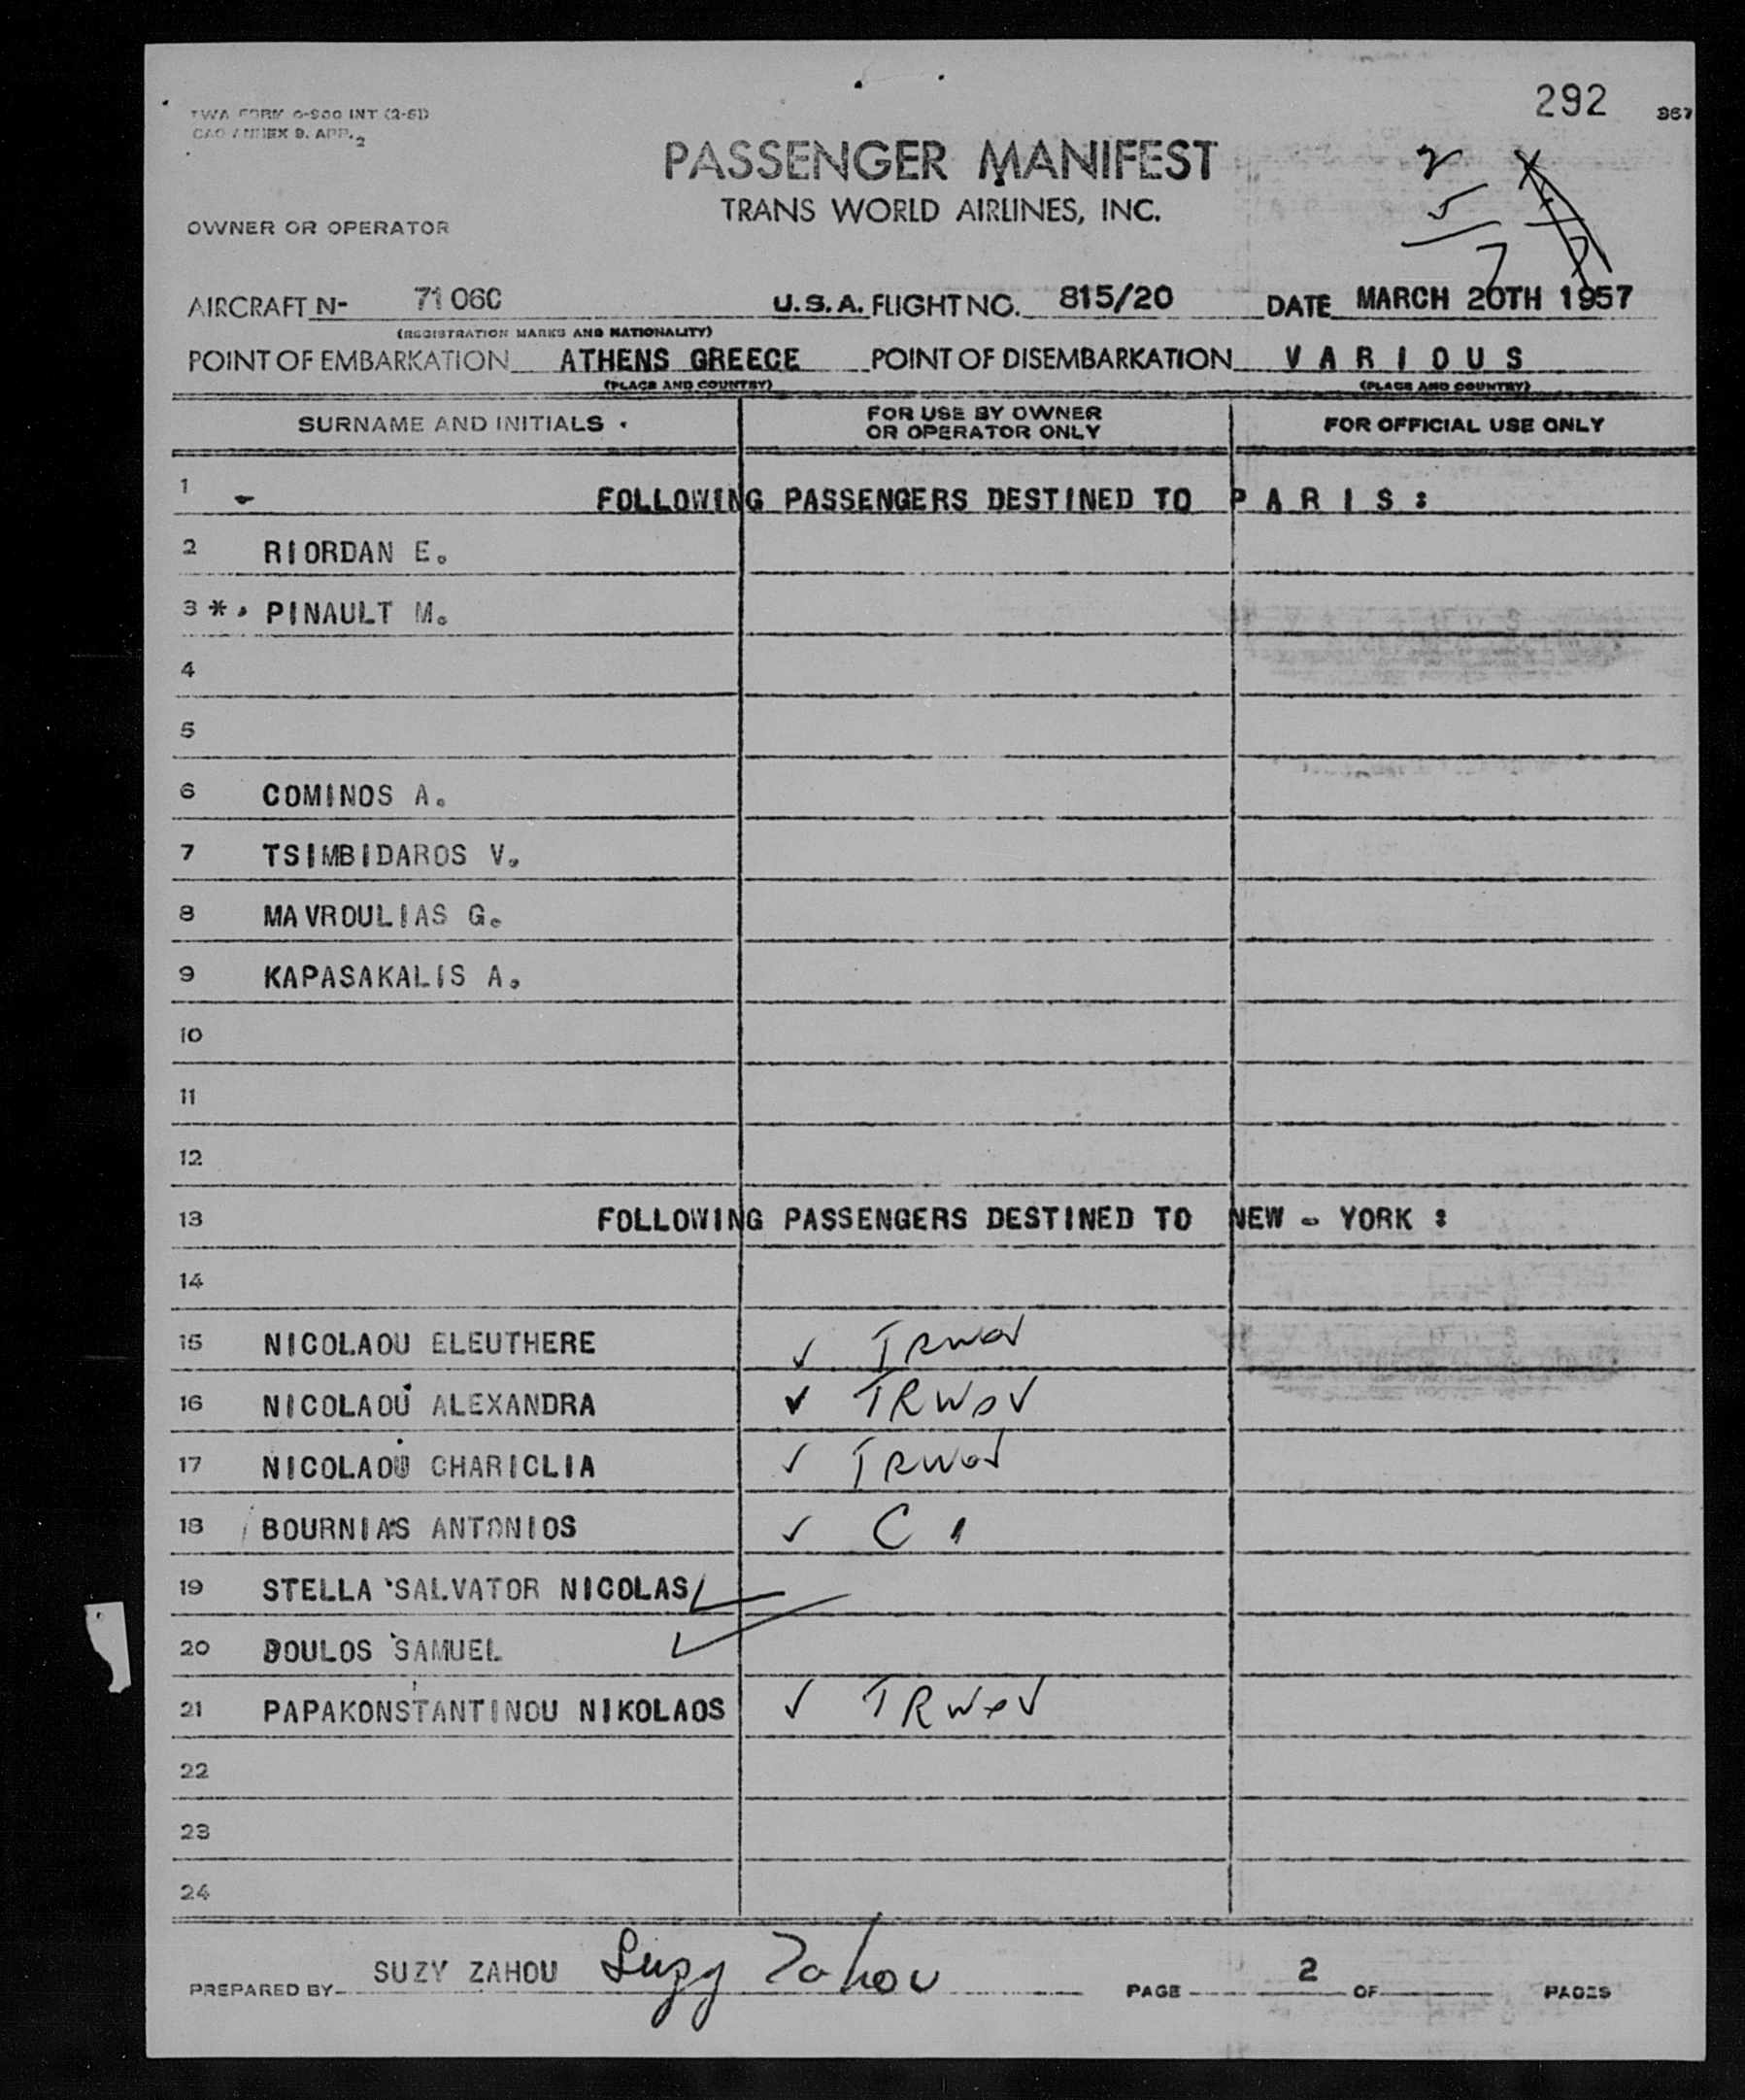 292
367
TWA FORM O-900 INT (2-51)
CAO ANNEX 9. APP. 2
PASSENGER MANIFEST
TRANS WORLD AIRLINES, INC.
2
5
7
OWNER OR OPERATOR
AIRCRAFT N- 7106C U.S.A. FLIGHT NO. 815/20 DATE MARCH 20TH 1957
(REGISTRATION MARKS AND NATIONALITY)
POINT OF EMBARKATION ATHENS GREECE POINT OF DISEMBARKATION V A R I O U S
(PLACE AND COUNTRY) (PLACE AND COUNTRY)
SURNAME AND INITIALS FOR USE BY OWNER OR OPERATOR ONLY FOR OFFICIAL USE ONLY
1 - FOLLOWING PASSENGERS DESTINED TO P A R I S :
2 RIORDAN E.
3 *. PINAULT M.
4
5
6 COMINOS A.
7 TSIMBIDAROS V.
8 MAVROULIAS G.
9 KAPASAKALIS A.
10
11
12
13 FOLLOWING PASSENGERS DESTINED TO NEW - YORK :
14
15 NICOLAOU ELEUTHERE ✓ TRWOV
16 NICOLAOU ALEXANDRA ✓ TRWOV
17 NICOLAOU CHARICLIA ✓ TRWOV
18 BOURNIAS ANTONIOS ✓ C 1
19 STELLA SALVATOR NICOLAS ✓
20 BOULOS SAMUEL ✓
21 PAPAKONSTANTINOU NIKOLAOS ✓ TRWOV
22
23
24
PREPARED BY SUZY ZAHOU Suzy Zahou PAGE 2 OF PAGES